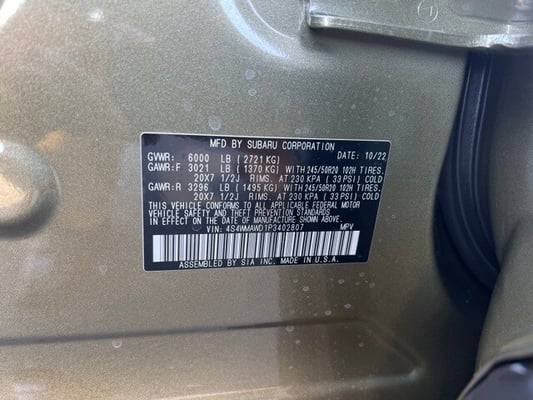 MFD BY SUBARU CORPORATION
GVWR: 6000 LB ( 2721 KG) DATE: 10/22
GAWR:F 3021 LB ( 1370 KG) WITH 245/50R20 102H TIRES,
20X7 1/2J RIMS. AT 230 KPA ( 33 PSI) COLD
GAWR:R 3296 LB ( 1495 KG) WITH 245/50R20 102H TIRES,
20X7 1/2J RIMS. AT 230 KPA ( 33 PSI) COLD
THIS VEHICLE CONFORMS TO ALL APPLICABLE FEDERAL MOTOR
VEHICLE SAFETY AND THEFT PREVENTION STANDARDS
IN EFFECT ON THE DATE OF MANUFACTURE SHOWN ABOVE.
VIN: 4S4WMAWD1P3402807 MPV
ASSEMBLED BY SIA INC. MADE IN U.S.A.